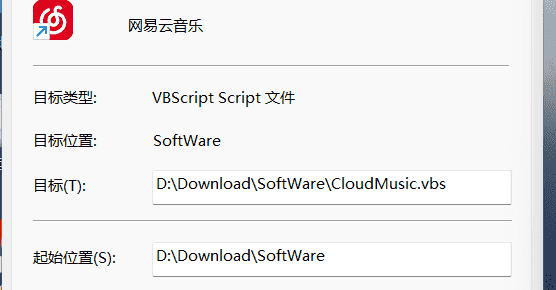 网易云音乐
目标类型: VBScript Script 文件
目标位置: SoftWare
目标(T): D:\Download\SoftWare\CloudMusic.vbs
起始位置(S): D:\Download\SoftWare